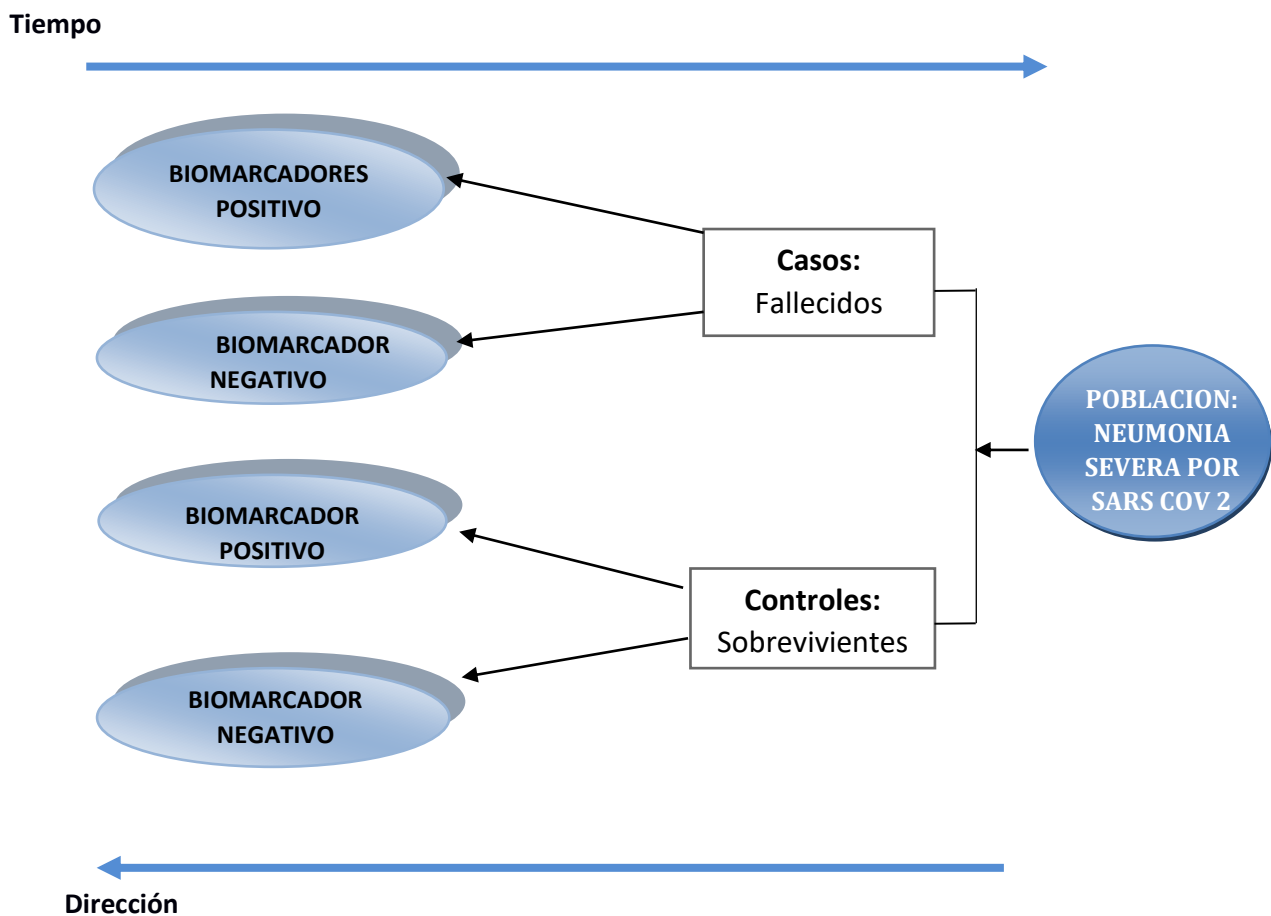 Tiempo
BIOMARCADORES
POSITIVO
BIOMARCADOR
NEGATIVO
BIOMARCADOR
POSITIVO
BIOMARCADOR
NEGATIVO
Casos:
Fallecidos
Controles:
Sobrevivientes
POBLACION:
NEUMONIA
SEVERA POR
SARS COV 2
Dirección